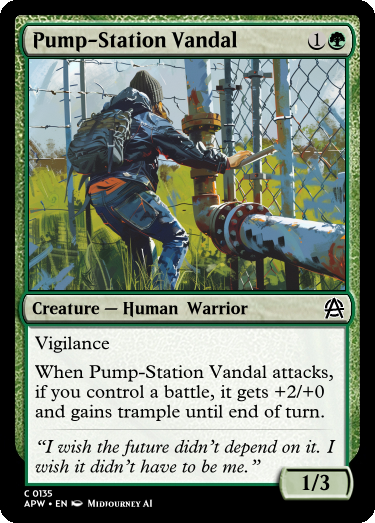 Pump-Station Vandal 1
Creature — Human Warrior
Vigilance
When Pump-Station Vandal attacks,
if you control a battle, it gets +2/+0
and gains trample until end of turn.
“I wish the future didn’t depend on it. I
wish it didn’t have to be me.”
1/3
C 0135
APW • EN Midjourney AI